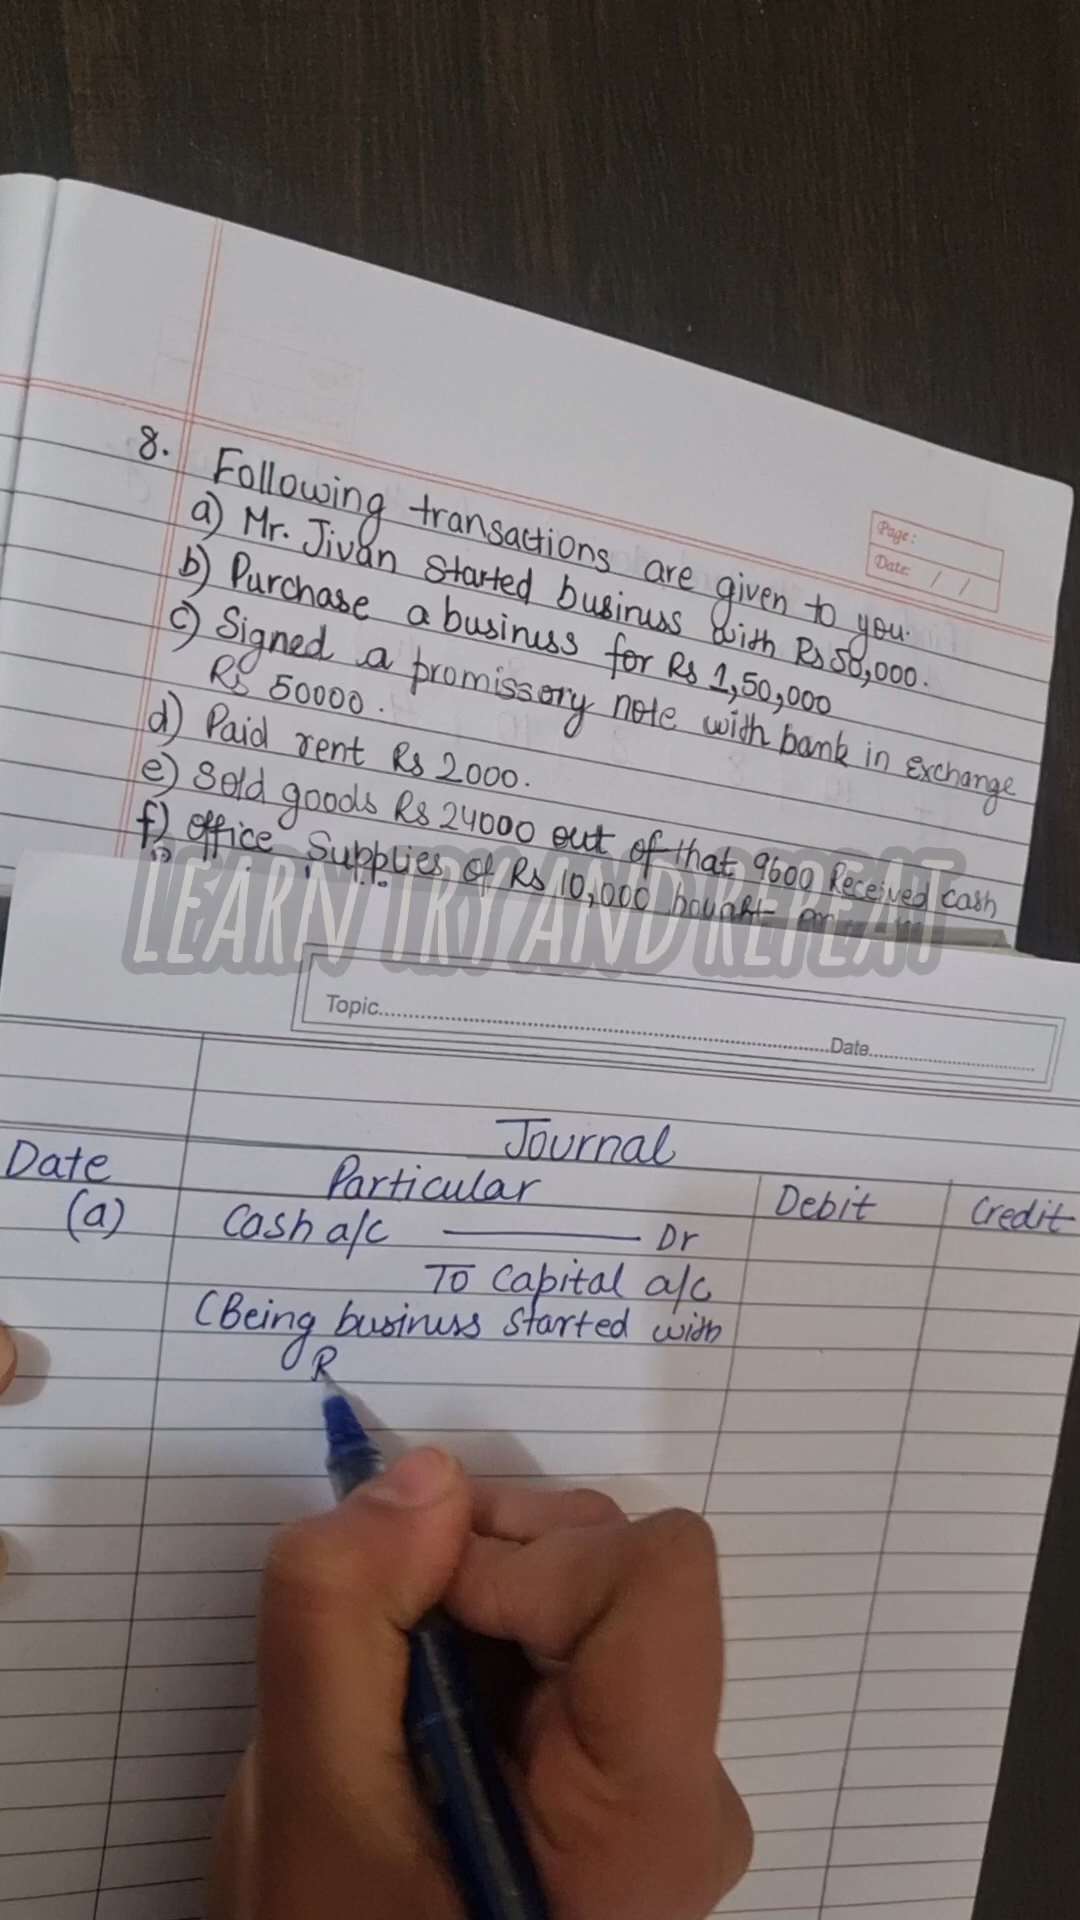 8. Following transactions are given to you.
a) Mr. Jivan Started business with Rs 50,000.
b) Purchase a business for Rs 1,50,000
c) Signed a promissory note with bank in exchange
Rs 50000.
d) Paid rent Rs 2000.
e) Sold goods Rs 24000 out of that 9600 Received cash
f) Office Supplies of Rs 10,000 bought on
Page:
Date: / /
LEARN TRY AND REPEAT
Topic Date
Journal
Date Particular Debit Credit
(a) Cash a/c Dr
To Capital a/c
(Being business Started with
R